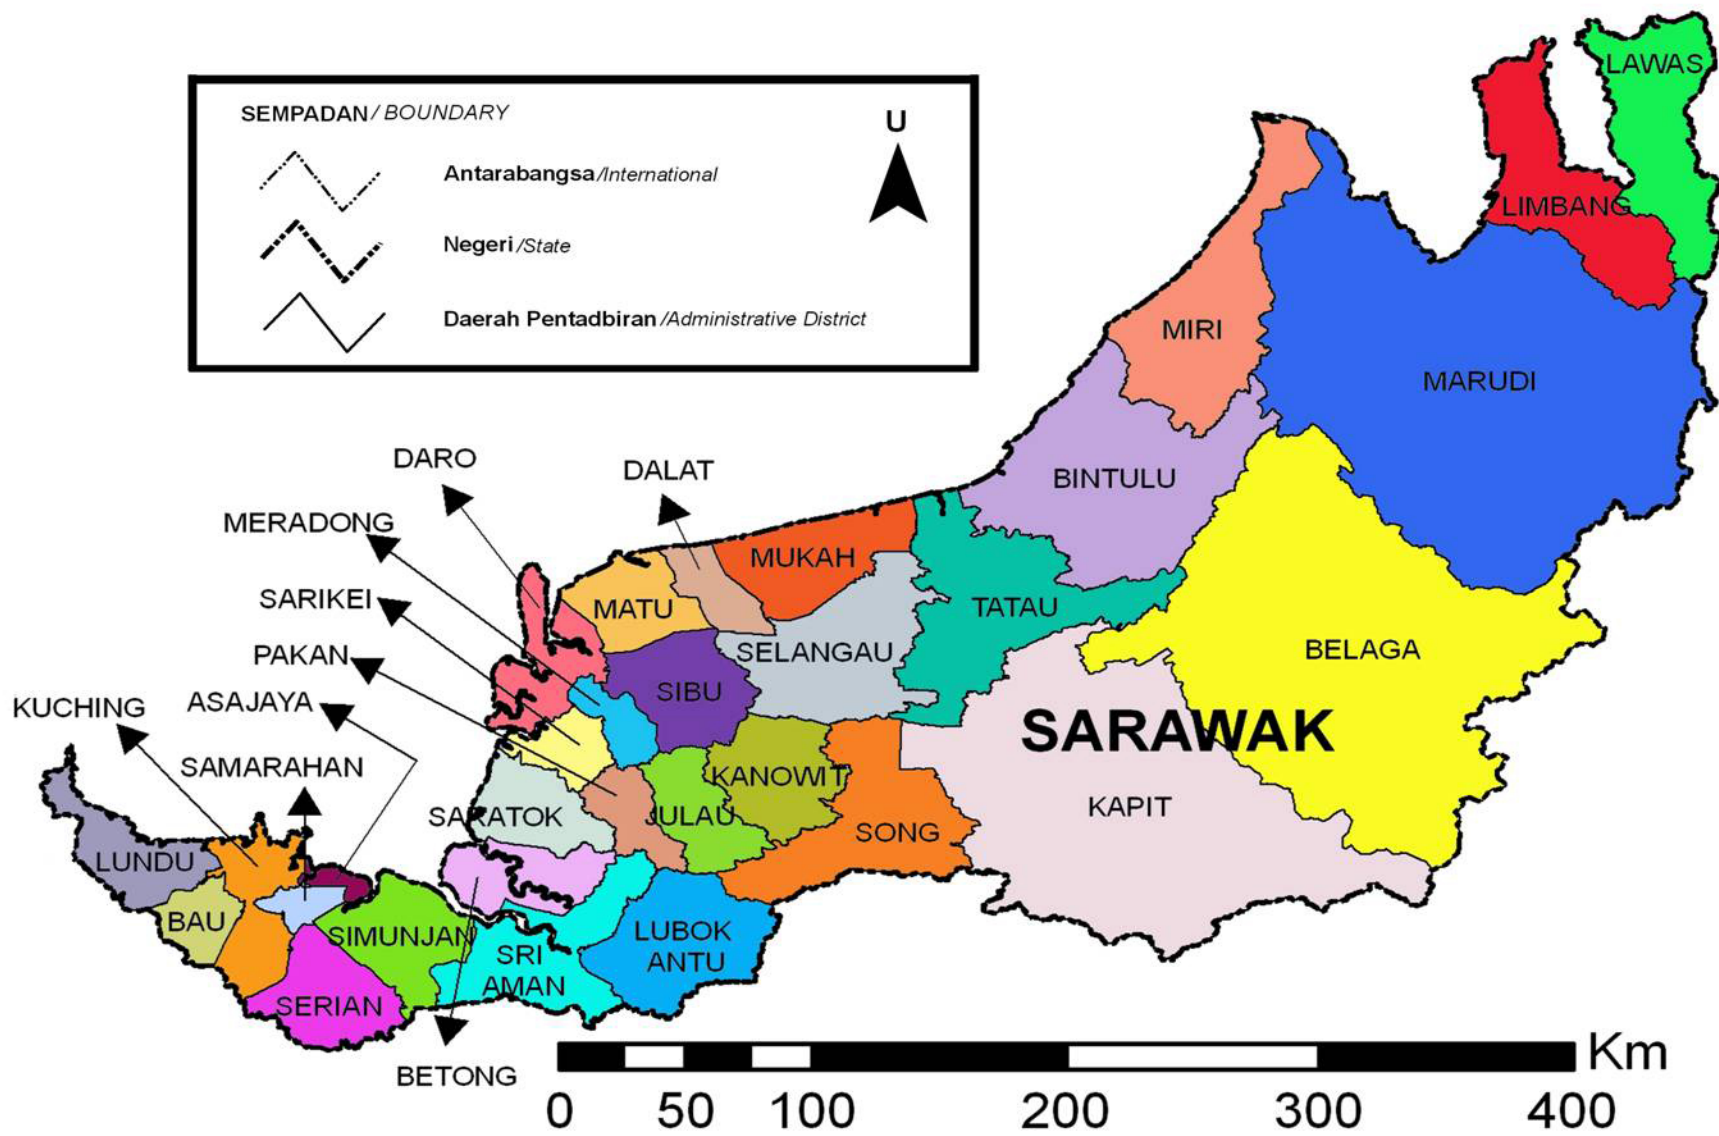 SEMPADAN / BOUNDARY
U
Antarabangsa /International
Negeri /State
Daerah Pentadbiran /Administrative District
LAWAS
LIMBANG
MIRI
MARUDI
DARO
DALAT
BINTULU
MERADONG
MUKAH
SARIKEI
MATU
TATAU
PAKAN
SELANGAU
BELAGA
ASAJAYA
SIBU
KUCHING
SARAWAK
SAMARAHAN
KANOWIT
KAPIT
SARATOK
JULAU
SONG
LUNDU
BAU
SIMUNJAN
LUBOK
ANTU
SRI
AMAN
SERIAN
BETONG
Km
0 50 100 200 300 400